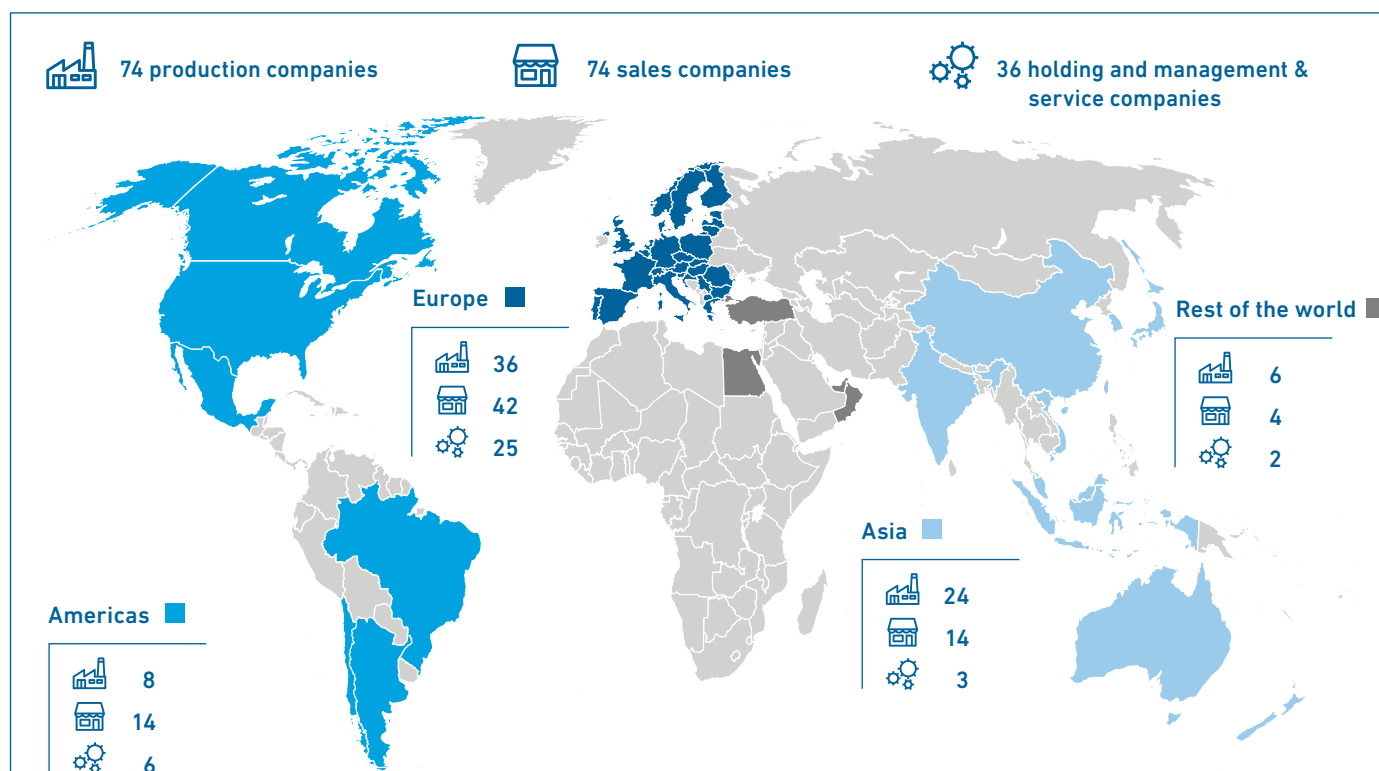 74 production companies
74 sales companies
36 holding and management &
service companies
Europe
36
42
25
Rest of the world
6
4
2
Asia
24
14
3
Americas
8
14
6